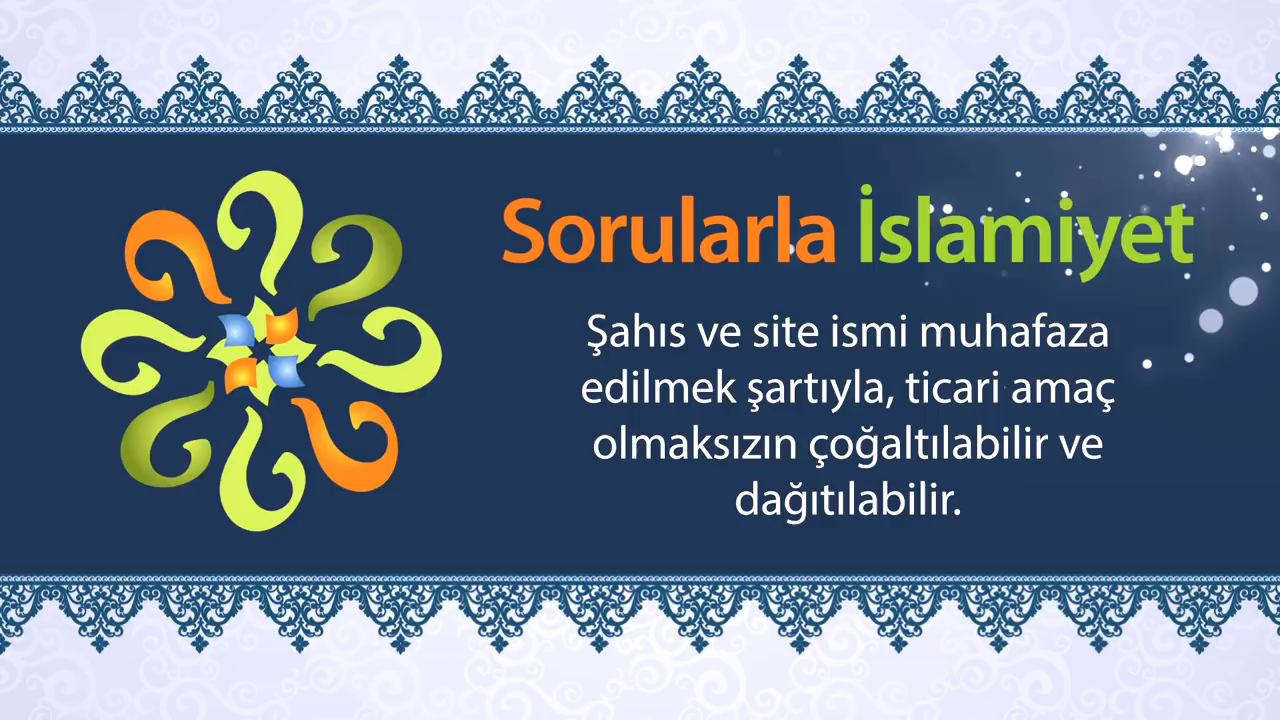 Sorularla İslamiyet
Şahıs ve site ismi muhafaza
edilmek şartıyla, ticari amaç
olmaksızın çoğaltılabilir ve
dağıtılabilir.